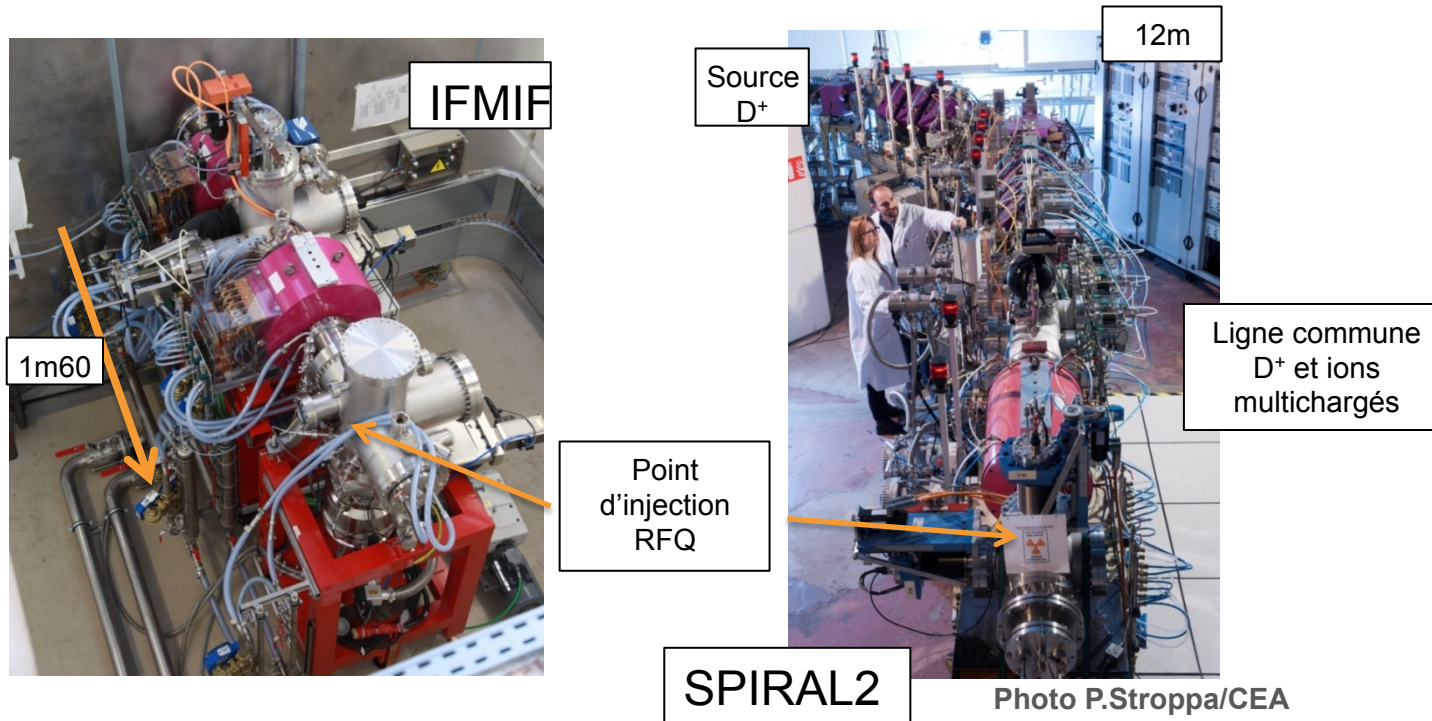 IFMIF
1m60
Point
d’injection
RFQ
Source
D⁺
12m
Ligne commune
D⁺ et ions
multichargés
SPIRAL2
Photo P.Stroppa/CEA